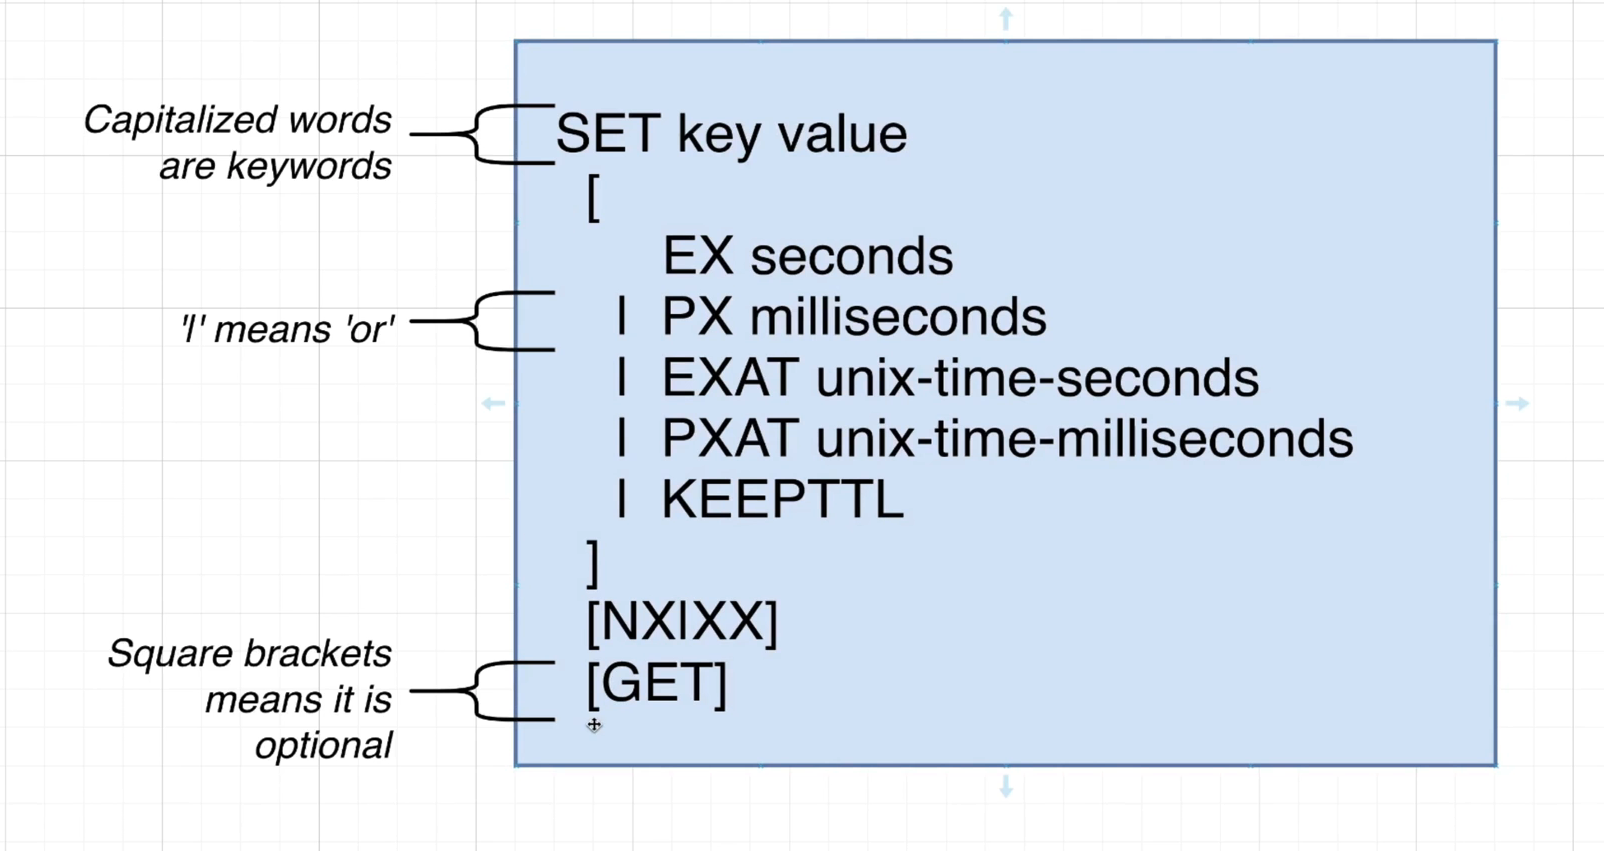 Capitalized words
are keywords
SET key value
[
EX seconds
'|' means 'or'
| PX milliseconds
| EXAT unix-time-seconds
| PXAT unix-time-milliseconds
| KEEPTTL
]
[NX|XX]
Square brackets
means it is
optional
[GET]